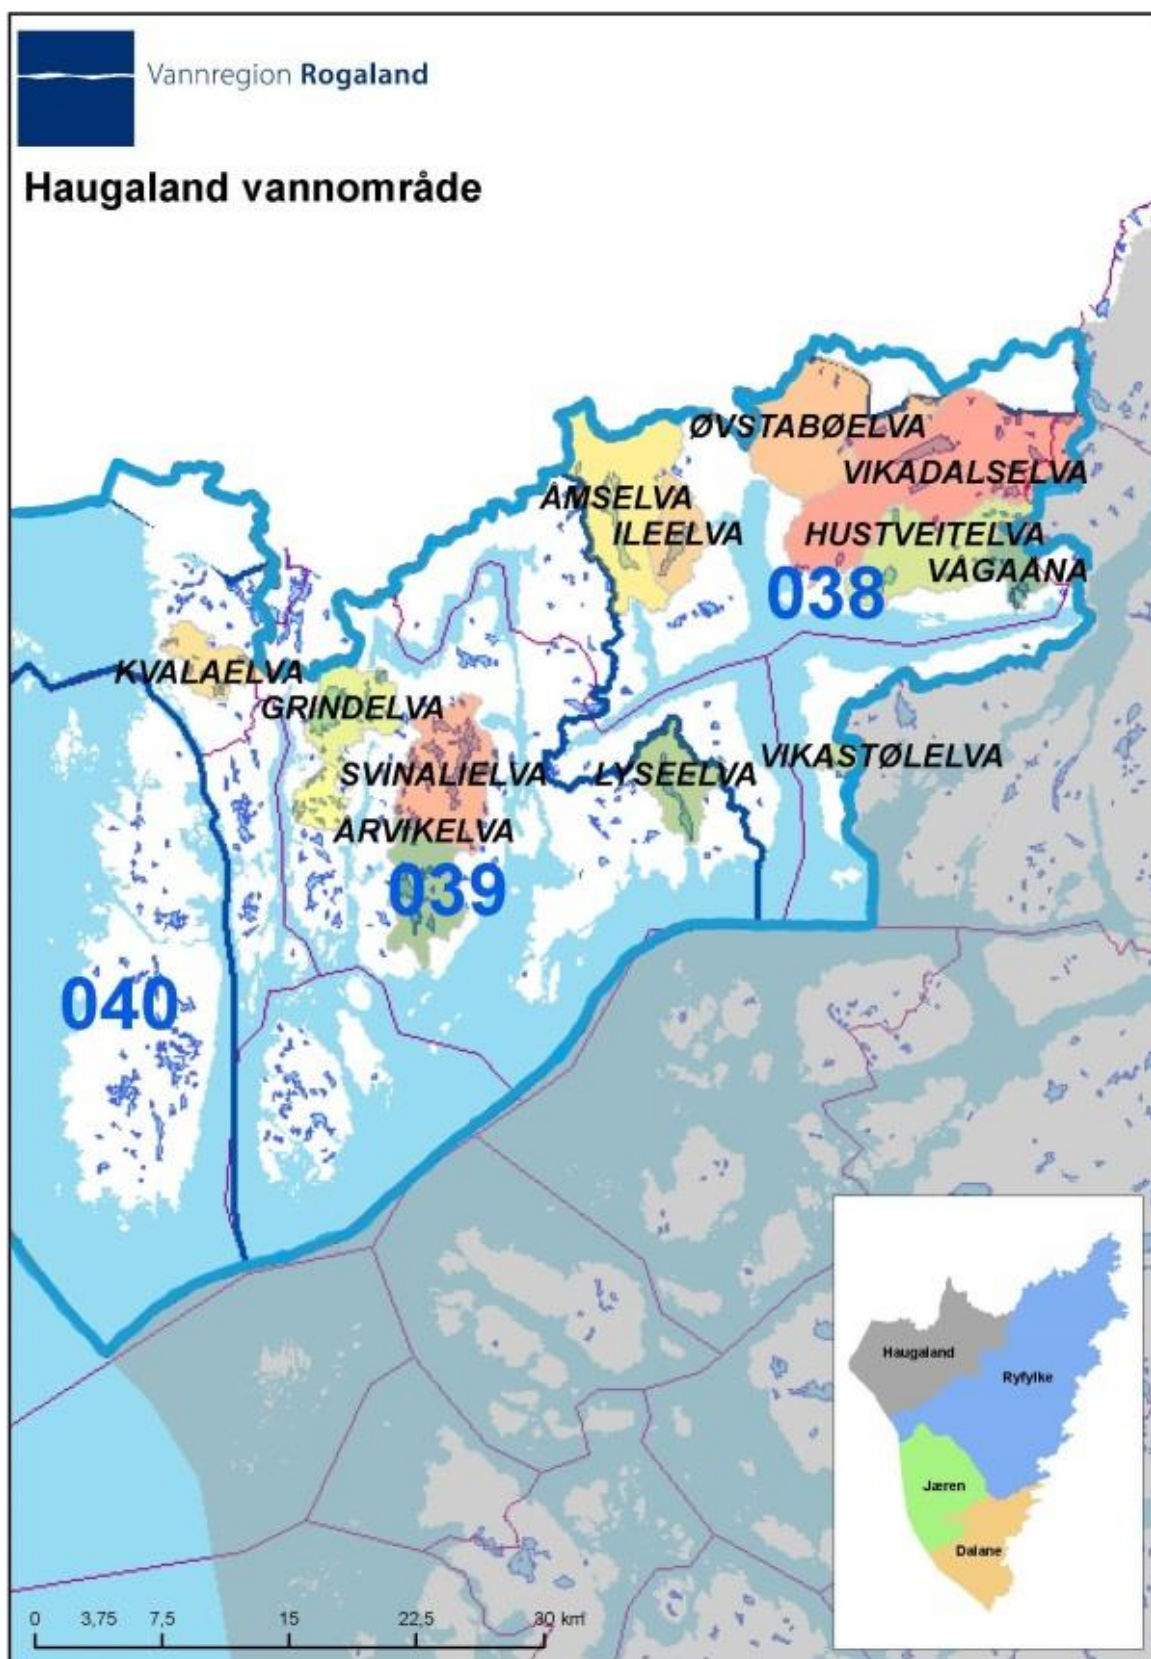 Vannregion Rogaland
Haugaland vannområde
ØVSTABØELVA
VIKADALSELVA
ÅMSELVA
ILEELVA
HUSTVEITELVA
VÅGAÅNA
038
KVALAELVA
GRINDELVA
SVINALIELVA
LYSEELVA
VIKASTØLELVA
ARVIKELVA
039
040
Haugaland
Ryfylke
Jæren
Dalane
0 3,75 7,5 15 22,5 30 km